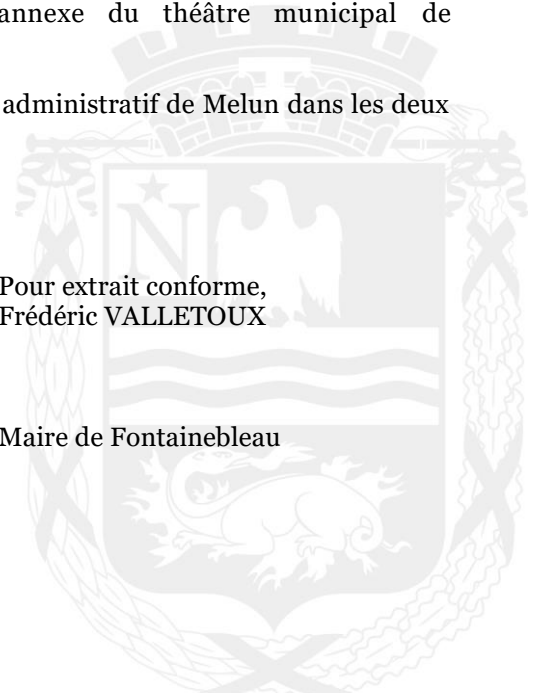 annexe du théâtre municipal de
administratif de Melun dans les deux
N
Pour extrait conforme,
Frédéric VALLETOUX
Maire de Fontainebleau